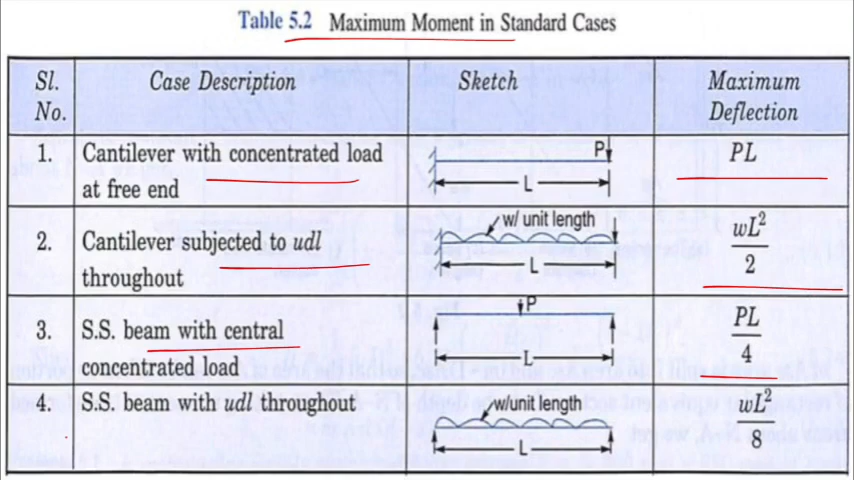 Table 5.2 Maximum Moment in Standard Cases
Sl. No.
Case Description
Sketch
Maximum Deflection
1.
Cantilever with concentrated load
at free end
P
L
PL
2.
Cantilever subjected to udl
throughout
w/ unit length
L
wL²
2
3.
S.S. beam with central
concentrated load
P
L
PL
4
4.
S.S. beam with udl throughout
w/unit length
L
wL²
8